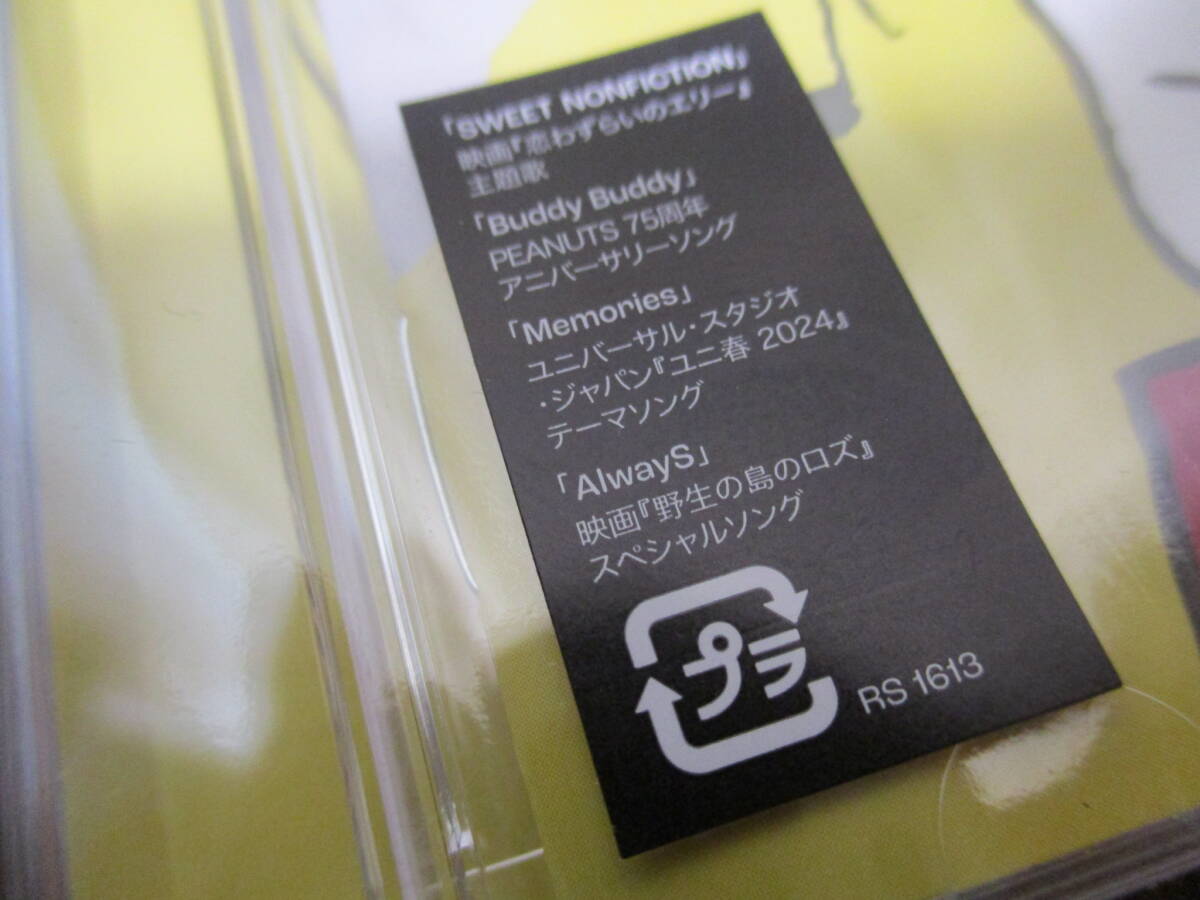 「SWEET NONFICTION」
映画『恋わずらいのエリー』
主題歌
「Buddy Buddy」
PEANUTS 75周年
アニバーサリーソング
「Memories」
ユニバーサル・スタジオ
・ジャパン『ユニ春 2024』
テーマソング
「AlwayS」
映画『野生の島のロズ』
スペシャルソング
プラ
RS 1613